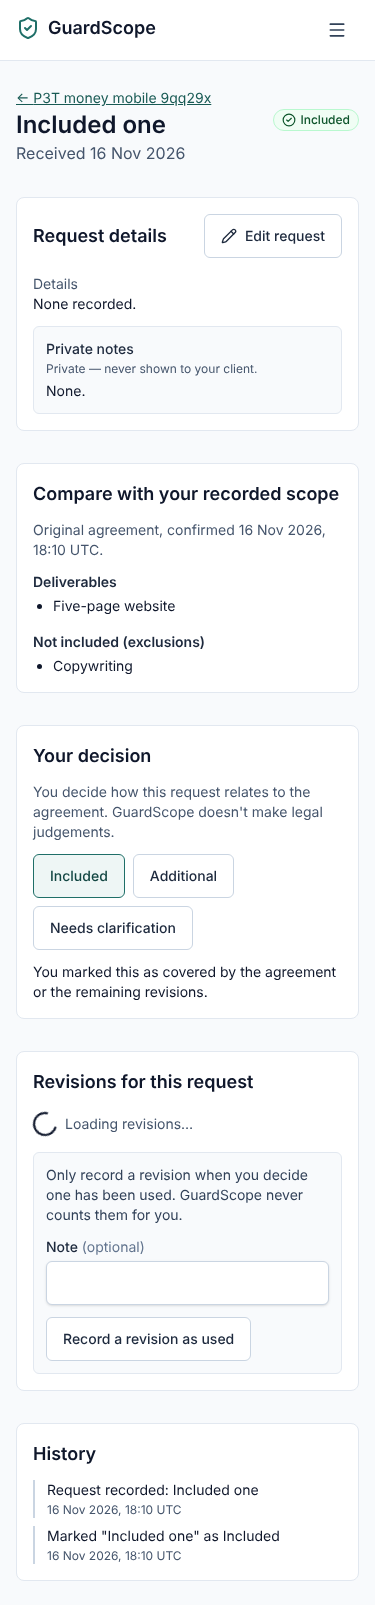 GuardScope
← P3T money mobile 9qq29x
Included one
Included
Received 16 Nov 2026
Request details
Edit request
Details
None recorded.
Private notes
Private — never shown to your client.
None.
Compare with your recorded scope
Original agreement, confirmed 16 Nov 2026,
18:10 UTC.
Deliverables
• Five-page website
Not included (exclusions)
• Copywriting
Your decision
You decide how this request relates to the
agreement. GuardScope doesn't make legal
judgements.
Included
Additional
Needs clarification
You marked this as covered by the agreement
or the remaining revisions.
Revisions for this request
Loading revisions...
Only record a revision when you decide
one has been used. GuardScope never
counts them for you.
Note (optional)
Record a revision as used
History
Request recorded: Included one
16 Nov 2026, 18:10 UTC
Marked "Included one" as Included
16 Nov 2026, 18:10 UTC